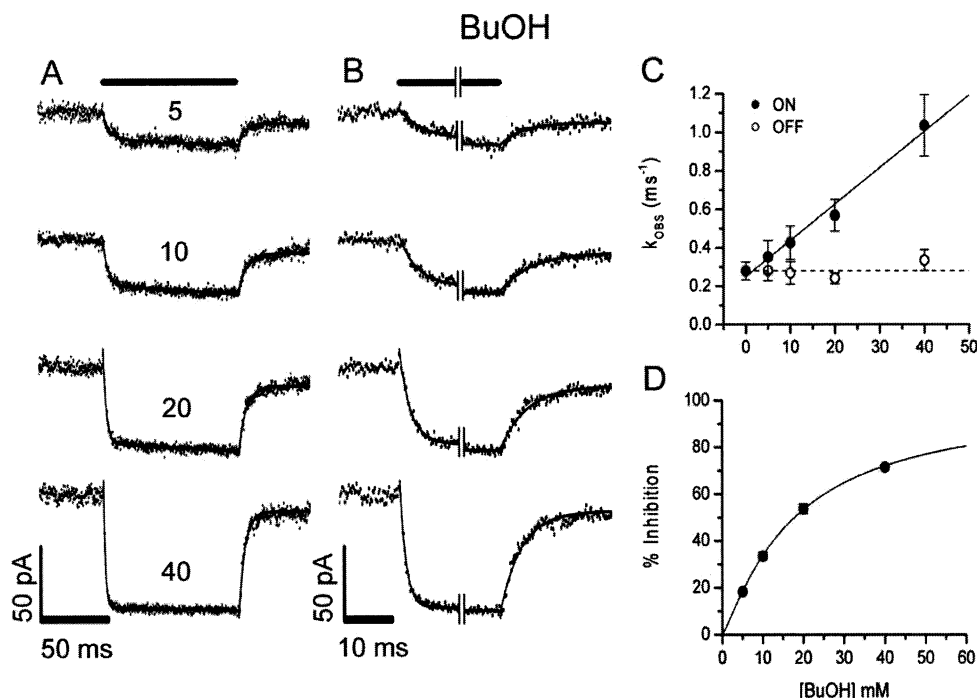 BuOH
A
B
C
D
5
10
20
40
50 pA
50 ms
50 pA
10 ms
ON
OFF
k_OBS (ms⁻¹)
1.2
1.0
0.8
0.6
0.4
0.2
0.0
0 10 20 30 40 50
% Inhibition
100
80
60
40
20
0
0 10 20 30 40 50 60
[BuOH] mM